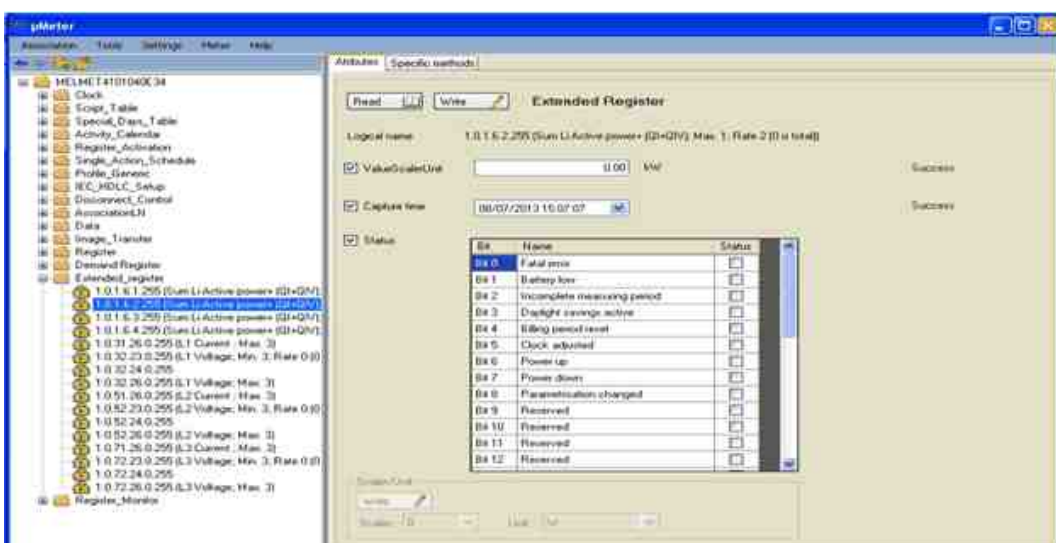 µMeter
Association Tools Settings Meter Help
MELMET4101040E34
Clock
Script_Table
Special_Days_Table
Activity_Calendar
Register_Activation
Single_Action_Schedule
Profile_Generic
IEC_HDLC_Setup
Disconnect_Control
AssociationLN
Data
Image_Transfer
Register
Demand Register
Extended_register
1.0.1.6.1.255 (Sum Li Active power+ (QI+QIV);
1.0.1.6.2.255 (Sum Li Active power+ (QI+QIV);
1.0.1.6.3.255 (Sum Li Active power+ (QI+QIV);
1.0.1.6.4.255 (Sum Li Active power+ (QI+QIV);
1.0.31.26.0.255 (L1 Current ; Max. 3)
1.0.32.23.0.255 (L1 Voltage; Min. 3; Rate 0 (0
1.0.32.24.0.255
1.0.32.26.0.255 (L1 Voltage; Max. 3)
1.0.51.26.0.255 (L2 Current ; Max. 3)
1.0.52.23.0.255 (L2 Voltage; Min. 3; Rate 0 (0
1.0.52.24.0.255
1.0.52.26.0.255 (L2 Voltage; Max. 3)
1.0.71.26.0.255 (L3 Current ; Max. 3)
1.0.72.23.0.255 (L3 Voltage; Min. 3; Rate 0 (0
1.0.72.24.0.255
1.0.72.26.0.255 (L3 Voltage; Max. 3)
Register_Monitor
Attributes Specific methods
Read Write Extended Register
Logical name 1.0.1.6.2.255 (Sum Li Active power+ (QI+QIV); Max. 1; Rate 2 (0 is total))
ValueScalerUnit 0.00 kW Success
Capture time 08/07/2013 15:07:07 Success
Status
Bit Name Status
Bit 0 Fatal error
Bit 1 Battery low
Bit 2 Incomplete measuring period
Bit 3 Daylight savings active
Bit 4 Billing period reset
Bit 5 Clock adjusted
Bit 6 Power up
Bit 7 Power down
Bit 8 Parametrisation changed
Bit 9 Reserved
Bit 10 Reserved
Bit 11 Reserved
Bit 12 Reserved
Scaler/Unit
write
Scaler 0 Unit